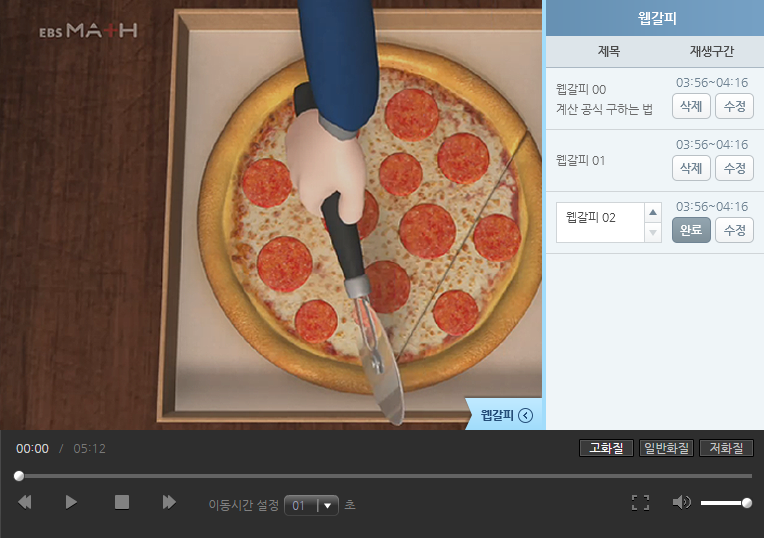 EBS MATH
웹갈피
제목 재생구간
웹갈피 00
계산 공식 구하는 법
03:56~04:16
삭제 수정
웹갈피 01
03:56~04:16
삭제 수정
웹갈피 02
03:56~04:16
완료 수정
웹갈피
00:00 / 05:12
고화질 일반화질 저화질
이동시간 설정 01 초